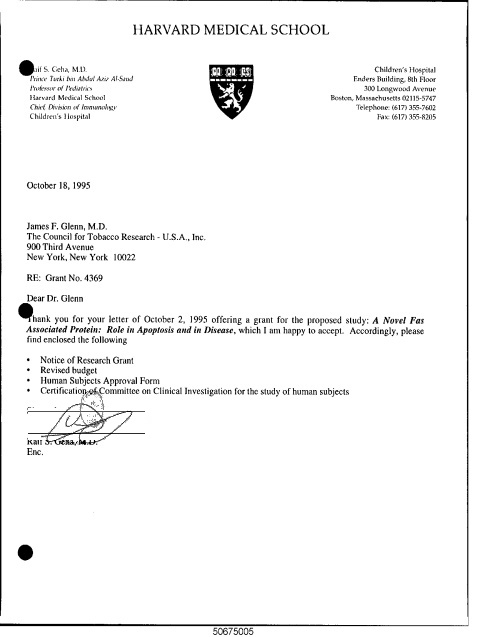 HARVARD MEDICAL SCHOOL
S. Geha, M.D.
Prince Turki bin Abdul Aziz Al-Saud
Professor of Pediatrics
Harvard Medical School
Chief, Division of Immunology
Children's Hospital
Children's Hospital
Enders Building, 8th Floor
300 Longwood Avenue
Boston, Massachusetts 02115-5747
Telephone: (617) 355-7602
Fax: (617) 355-8205
October 18, 1995
James F. Glenn, M.D.
The Council for Tobacco Research - U.S.A., Inc.
900 Third Avenue
New York, New York 10022
RE: Grant No. 4369
Dear Dr. Glenn
Thank you for your letter of October 2, 1995 offering a grant for the proposed study: A Novel Fas
Associated Protein: Role in Apoptosis and in Disease, which I am happy to accept. Accordingly, please
find enclosed the following
• Notice of Research Grant
• Revised budget
• Human Subjects Approval Form
• Certification of Committee on Clinical Investigation for the study of human subjects
S. Geha, M.D.
Enc.
50675005